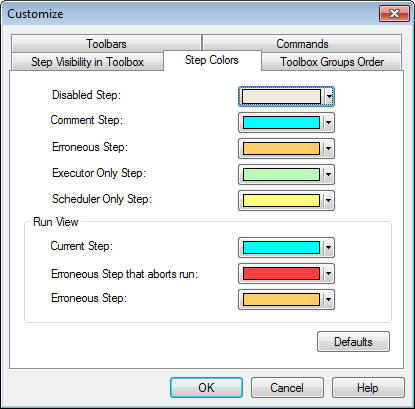 Customize
Toolbars
Commands
Step Visibility in Toolbox
Step Colors
Toolbox Groups Order
Disabled Step:
Comment Step:
Erroneous Step:
Executor Only Step:
Scheduler Only Step:
Run View
Current Step:
Erroneous Step that aborts run:
Erroneous Step:
Defaults
OK
Cancel
Help